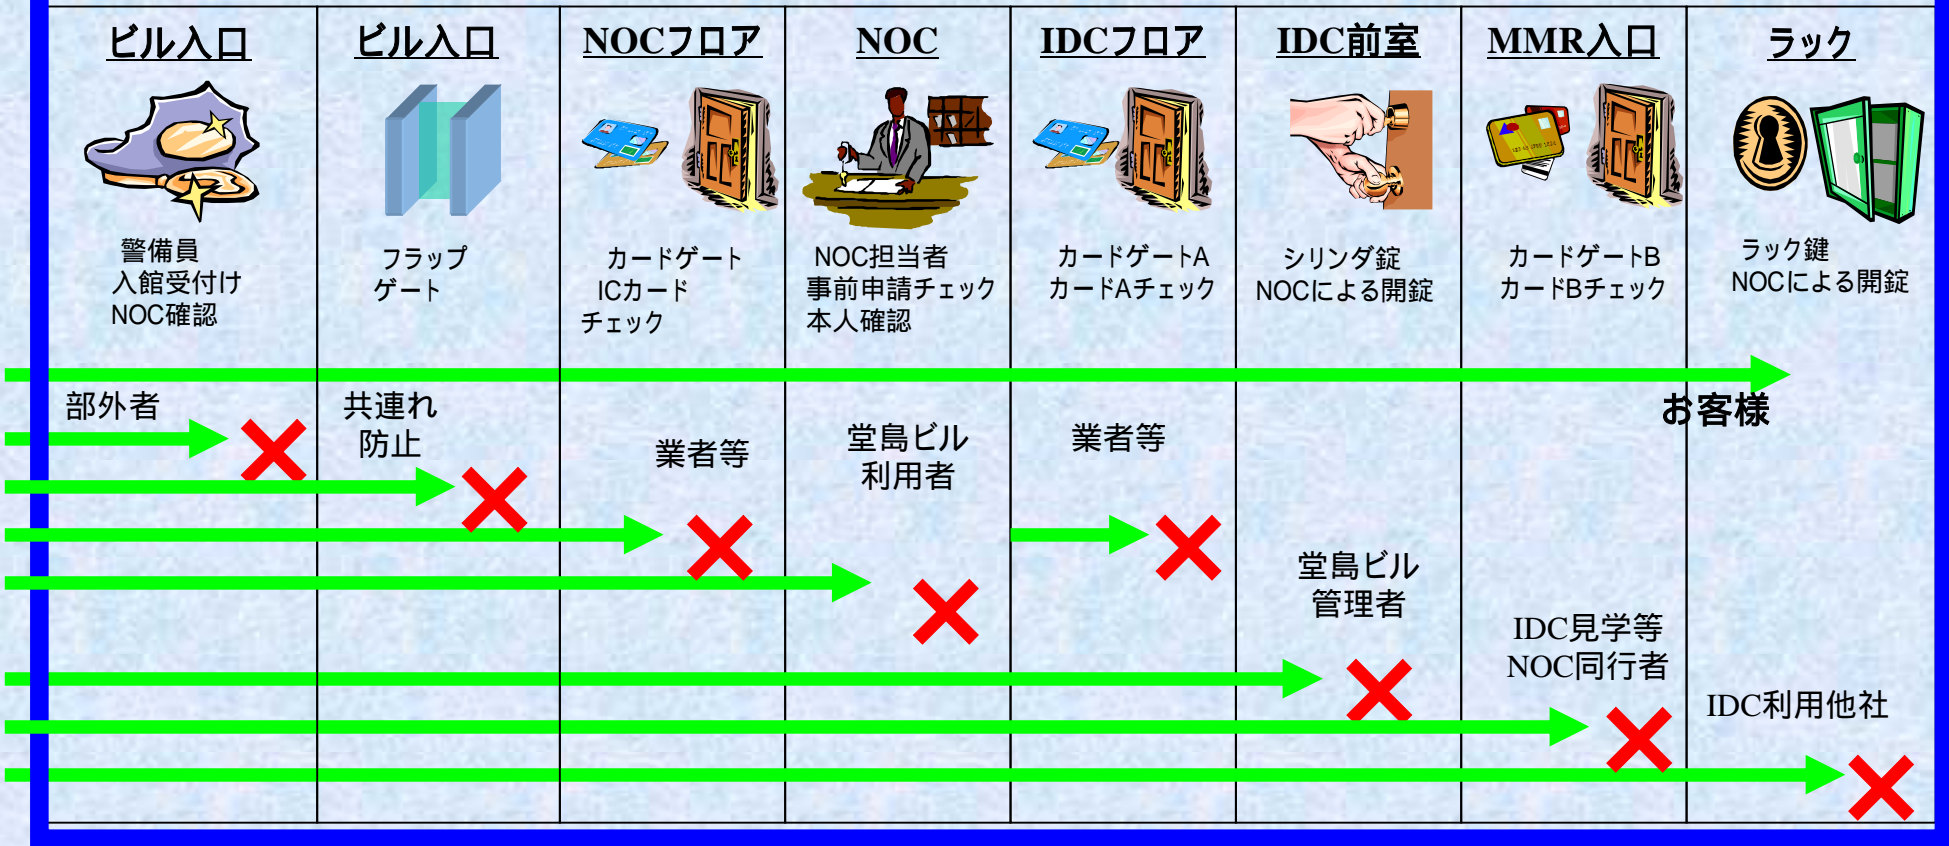 ビル入口
ビル入口
NOCフロア
NOC
IDCフロア
IDC前室
MMR入口
ラック
警備員
入館受付け
NOC確認
フラップ
ゲート
カードゲート
ICカード
チェック
NOC担当者
事前申請チェック
本人確認
カードゲートA
カードAチェック
シリンダ錠
NOCによる開錠
カードゲートB
カードBチェック
ラック鍵
NOCによる開錠
お客様
部外者
共連れ
防止
業者等
堂島ビル
利用者
業者等
堂島ビル
管理者
IDC見学等
NOC同行者
IDC利用他社